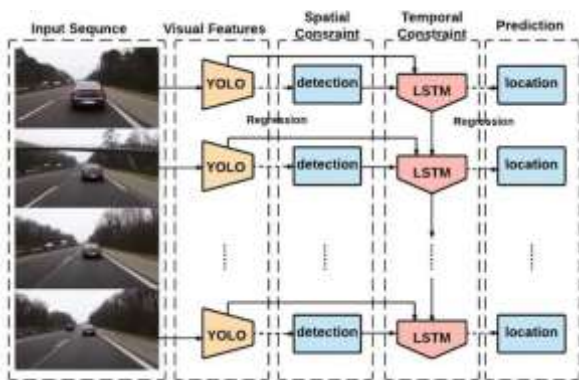 Input Sequnce
Visual Features
Spatial
Consraint
Temporal
Constraint
Prediction
YOLO
detection
LSTM
location
Regression
Regression
YOLO
detection
LSTM
location
YOLO
detection
LSTM
location